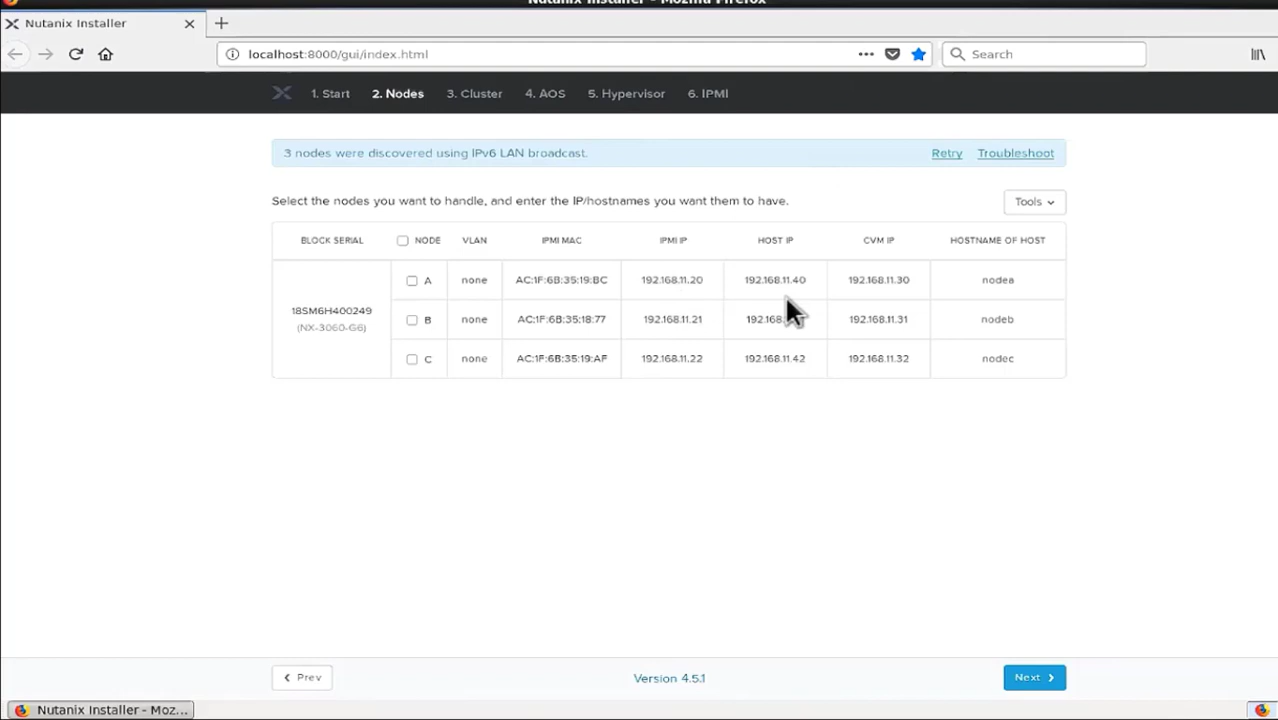 Nutanix Installer - Mozilla Firefox
Nutanix Installer
localhost:8000/gui/index.html
Search
1. Start 2. Nodes 3. Cluster 4. AOS 5. Hypervisor 6. IPMI
3 nodes were discovered using IPv6 LAN broadcast. Retry Troubleshoot
Select the nodes you want to handle, and enter the IP/hostnames you want them to have. Tools
BLOCK SERIAL NODE VLAN IPMI MAC IPMI IP HOST IP CVM IP HOSTNAME OF HOST
18SM6H400249
(NX-3060-G6)
A none AC:1F:6B:35:19:BC 192.168.11.20 192.168.11.40 192.168.11.30 nodea
B none AC:1F:6B:35:18:77 192.168.11.21 192.168. 192.168.11.31 nodeb
C none AC:1F:6B:35:19:AF 192.168.11.22 192.168.11.42 192.168.11.32 nodec
Prev Version 4.5.1 Next
Nutanix Installer - Moz...